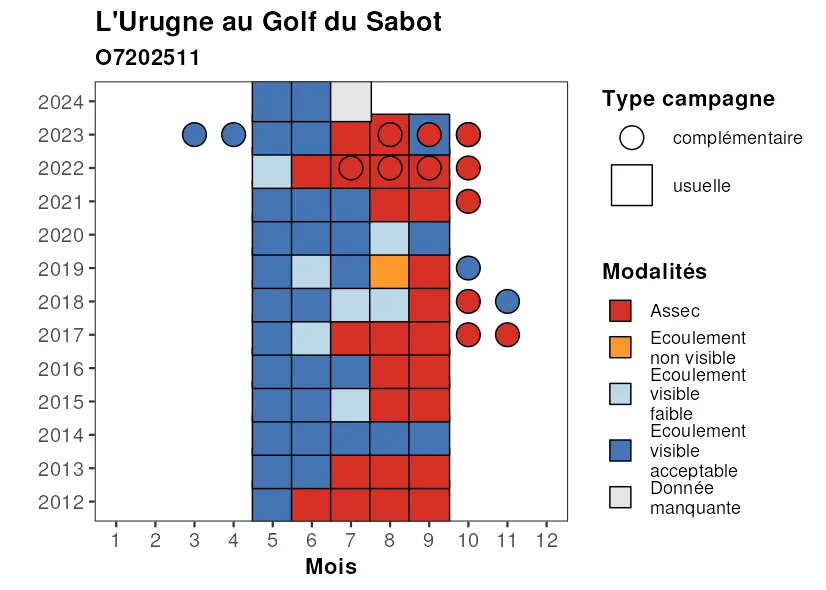 L'Urugne au Golf du Sabot
O7202511
2024
2023
2022
2021
2020
2019
2018
2017
2016
2015
2014
2013
2012
1 2 3 4 5 6 7 8 9 10 11 12
Mois
Type campagne
complémentaire
usuelle
Modalités
Assec
Ecoulement
non visible
Ecoulement
visible
faible
Ecoulement
visible
acceptable
Donnée
manquante